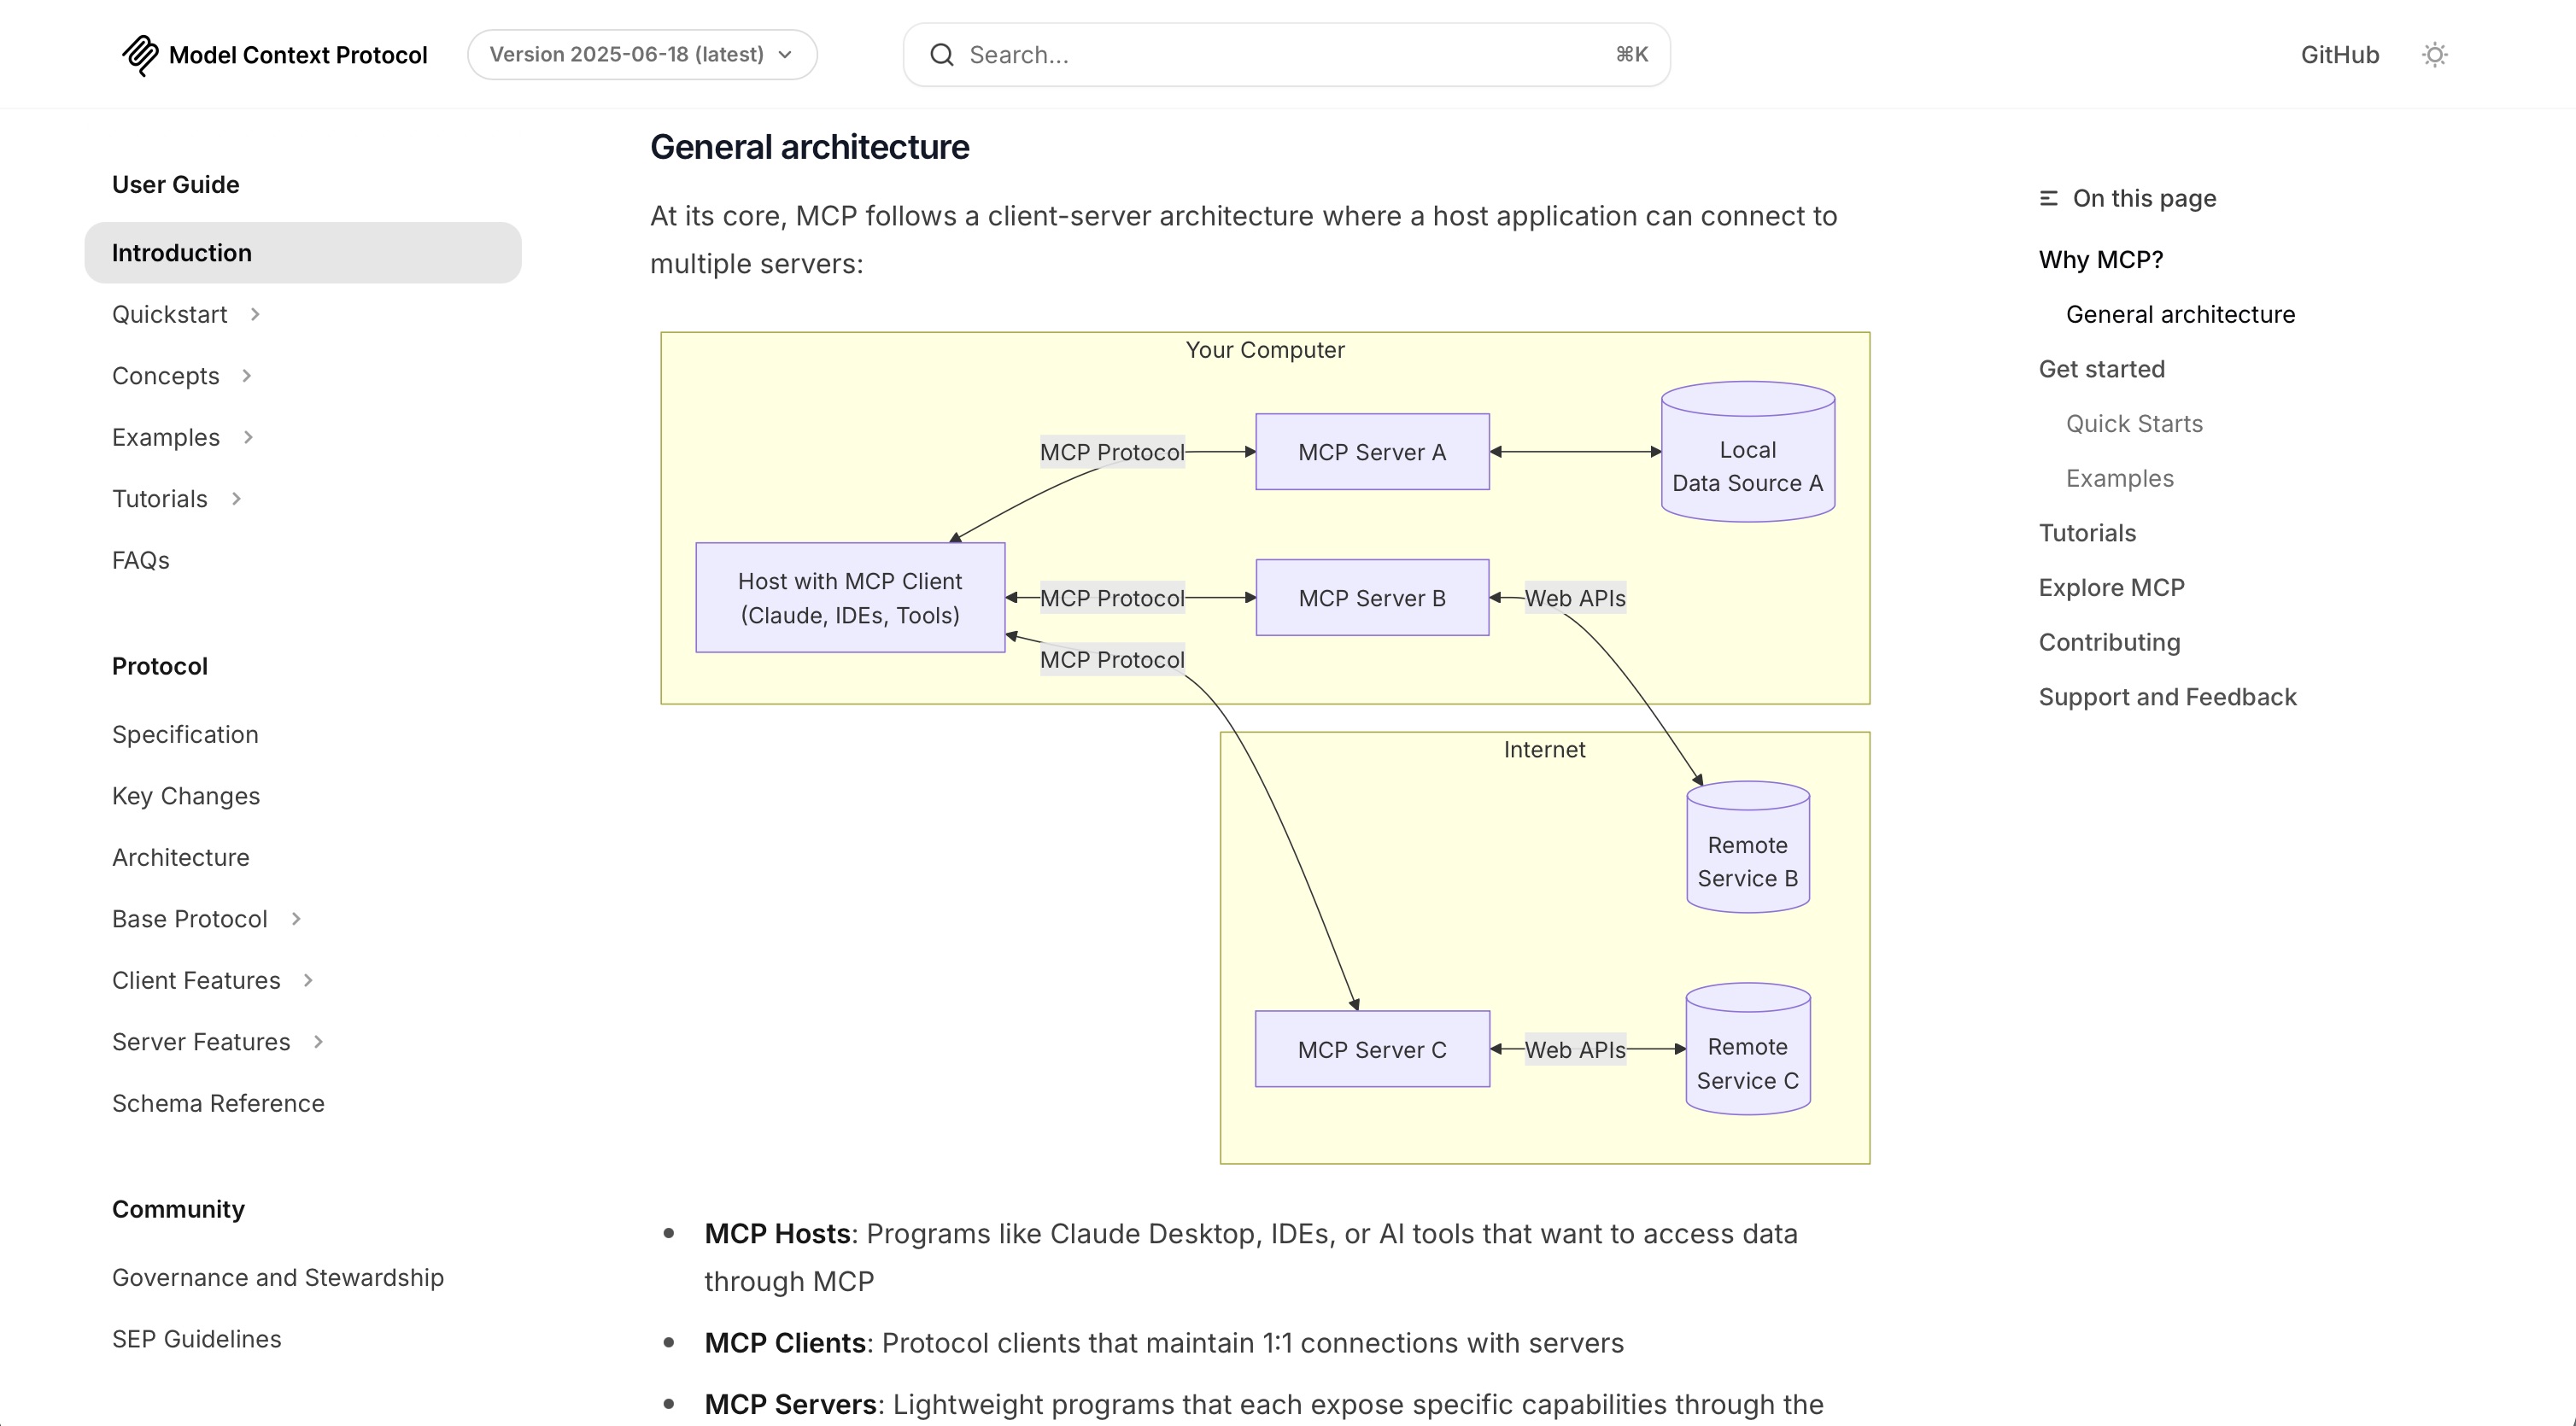 Model Context Protocol
Version 2025-06-18 (latest)
Search...
⌘K
GitHub
User Guide
Introduction
Quickstart
Concepts
Examples
Tutorials
FAQs
Protocol
Specification
Key Changes
Architecture
Base Protocol
Client Features
Server Features
Schema Reference
Community
Governance and Stewardship
SEP Guidelines
General architecture
At its core, MCP follows a client-server architecture where a host application can connect to
multiple servers:
Your Computer
MCP Protocol
MCP Server A
Local
Data Source A
Host with MCP Client
(Claude, IDEs, Tools)
MCP Protocol
MCP Server B
Web APIs
MCP Protocol
Internet
Remote
Service B
MCP Server C
Web APIs
Remote
Service C
• MCP Hosts: Programs like Claude Desktop, IDEs, or AI tools that want to access data
through MCP
• MCP Clients: Protocol clients that maintain 1:1 connections with servers
• MCP Servers: Lightweight programs that each expose specific capabilities through the
On this page
Why MCP?
General architecture
Get started
Quick Starts
Examples
Tutorials
Explore MCP
Contributing
Support and Feedback